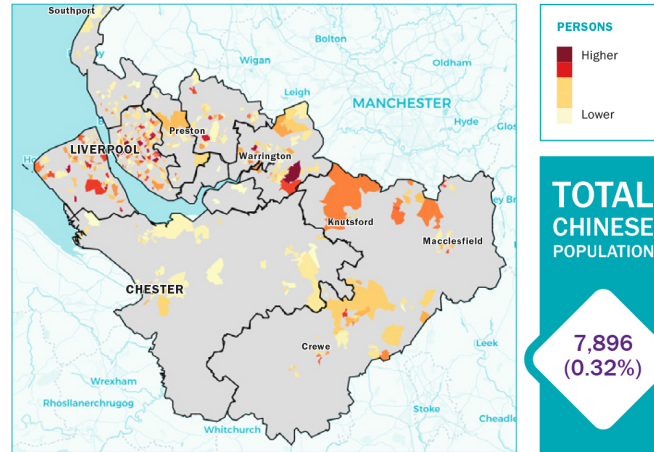 Southport
Bolton
Wigan
Oldham
Leigh
MANCHESTER
Hyde
Preston
LIVERPOOL
Warrington
Knutsford
Macclesfield
CHESTER
Crewe
Leek
Wrexham
Rhosllanerchrugog
Stoke
Whitchurch
PERSONS
Higher
Lower
TOTAL
CHINESE
POPULATION
7,896
(0.32%)